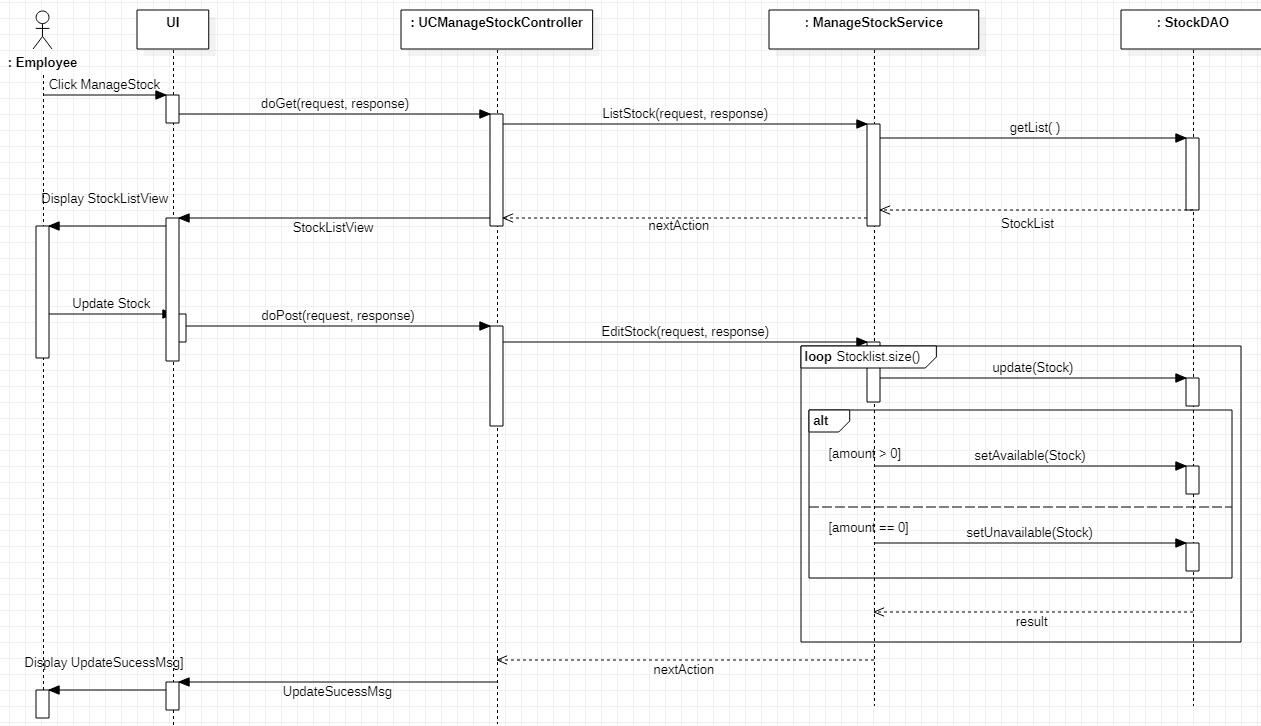 UI
: UCManageStockController
: ManageStockService
: StockDAO
: Employee
Click ManageStock
doGet(request, response)
ListStock(request, response)
getList( )
Display StockListView
StockListView
nextAction
StockList
Update Stock
doPost(request, response)
EditStock(request, response)
loop Stocklist.size()
update(Stock)
alt
[amount > 0]
setAvailable(Stock)
[amount == 0]
setUnavailable(Stock)
result
Display UpdateSucessMsg]
nextAction
UpdateSucessMsg